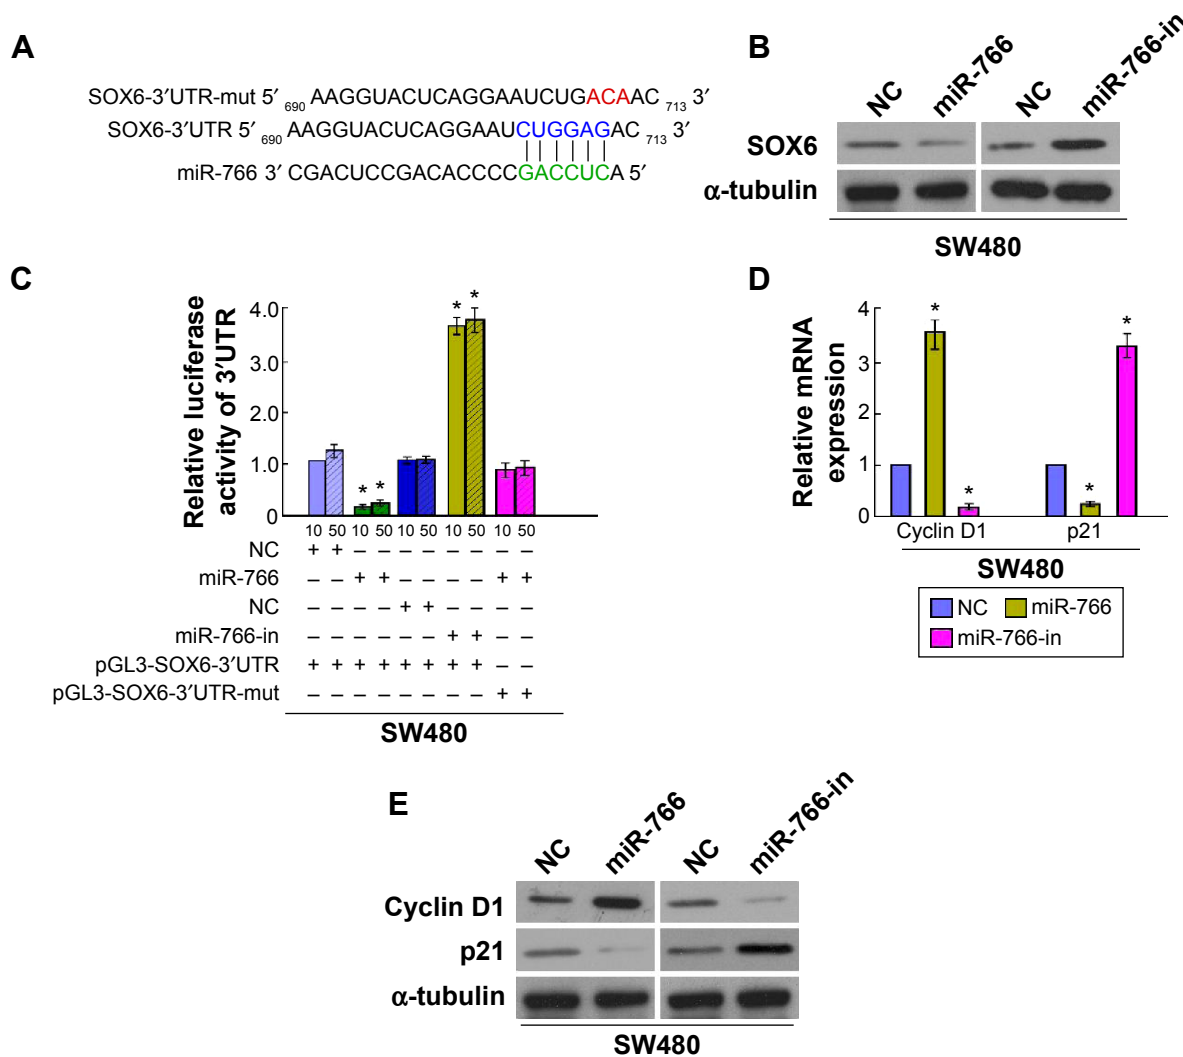 A
SOX6-3′UTR-mut 5′ 690 AAGGUACUCAGGAAUCUGACAAC 713 3′
SOX6-3′UTR 5′ 690 AAGGUACUCAGGAAUCUGGAGAC 713 3′
miR-766 3′ CGACUCCGACACCCCGACCUCA 5′
B
NC miR-766 NC miR-766-in
SOX6
α-tubulin
SW480
C
Relative luciferase
activity of 3′UTR
4.0
3.0
2.0
1.0
0
* * * *
10 50 10 50 10 50 10 50 10 50
NC + + – – – – – – – –
miR-766 – – + + – – – – + +
NC – – – – + + – – – –
miR-766-in – – – – – – + + – –
pGL3-SOX6-3′UTR + + + + + + + + – –
pGL3-SOX6-3′UTR-mut – – – – – – – – + +
SW480
D
Relative mRNA
expression
4
3
2
1
0
* * * *
Cyclin D1 p21
SW480
NC miR-766
miR-766-in
E
NC miR-766 NC miR-766-in
Cyclin D1
p21
α-tubulin
SW480